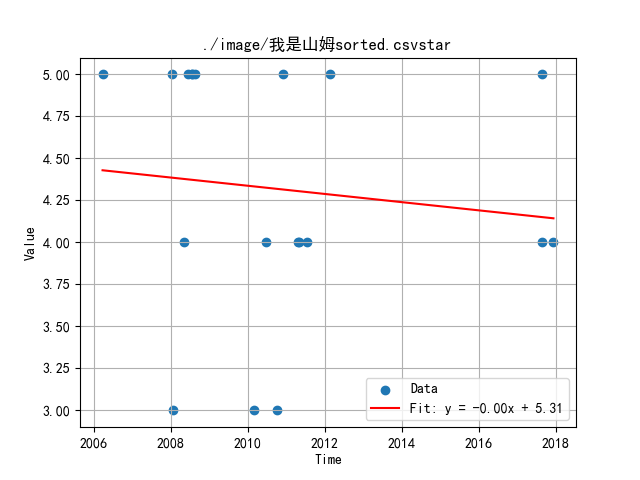 ./image/我是山姆sorted.csvstar
5.00
4.75
4.50
4.25
4.00
3.75
3.50
3.25
3.00
Value
Data
Fit: y = -0.00x + 5.31
2006 2008 2010 2012 2014 2016 2018
Time